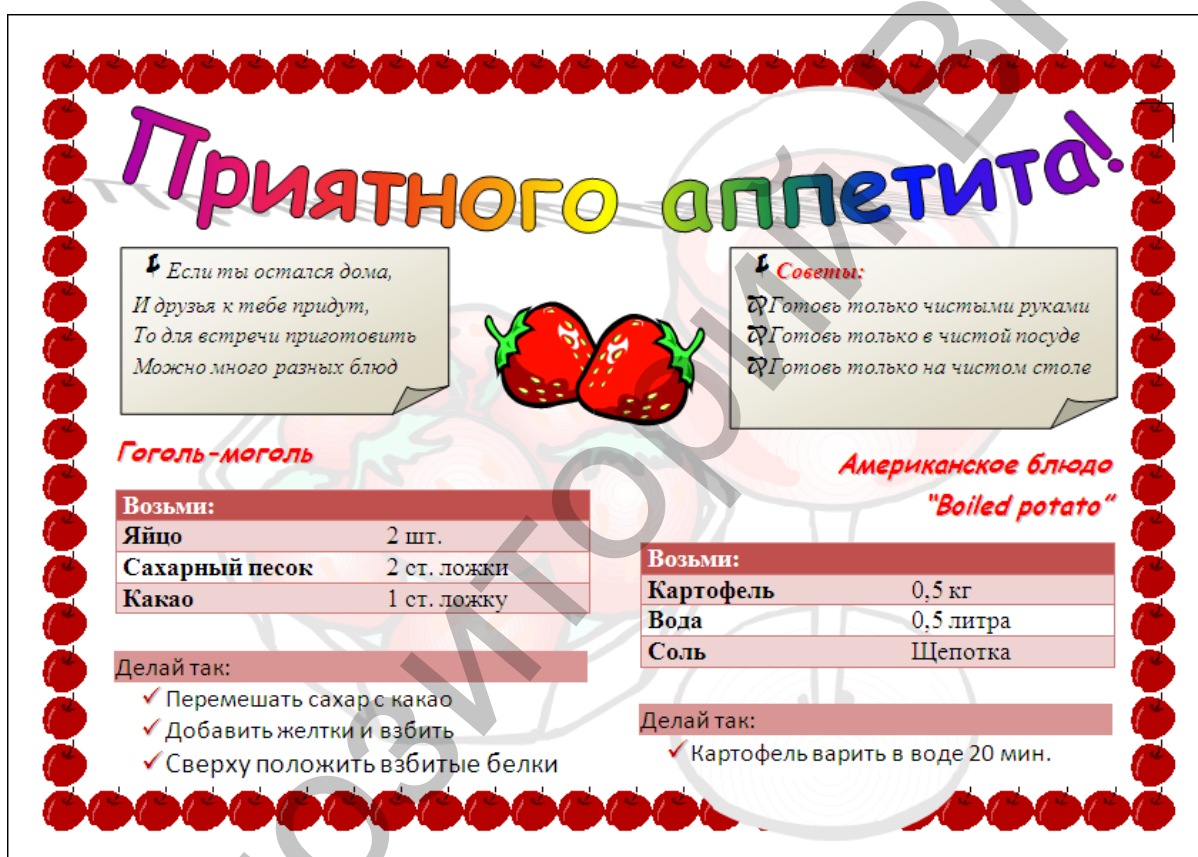 Приятного аппетита!
Если ты остался дома,
И друзья к тебе придут,
То для встречи приготовить
Можно много разных блюд
Советы:
Готовь только чистыми руками
Готовь только в чистой посуде
Готовь только на чистом столе
Гоголь-моголь
Возьми:
Яйцо 2 шт.
Сахарный песок 2 ст. ложки
Какао 1 ст. ложку
Делай так:
Перемешать сахар с какао
Добавить желтки и взбить
Сверху положить взбитые белки
Американское блюдо
“Boiled potato”
Возьми:
Картофель 0,5 кг
Вода 0,5 литра
Соль Щепотка
Делай так:
Картофель варить в воде 20 мин.